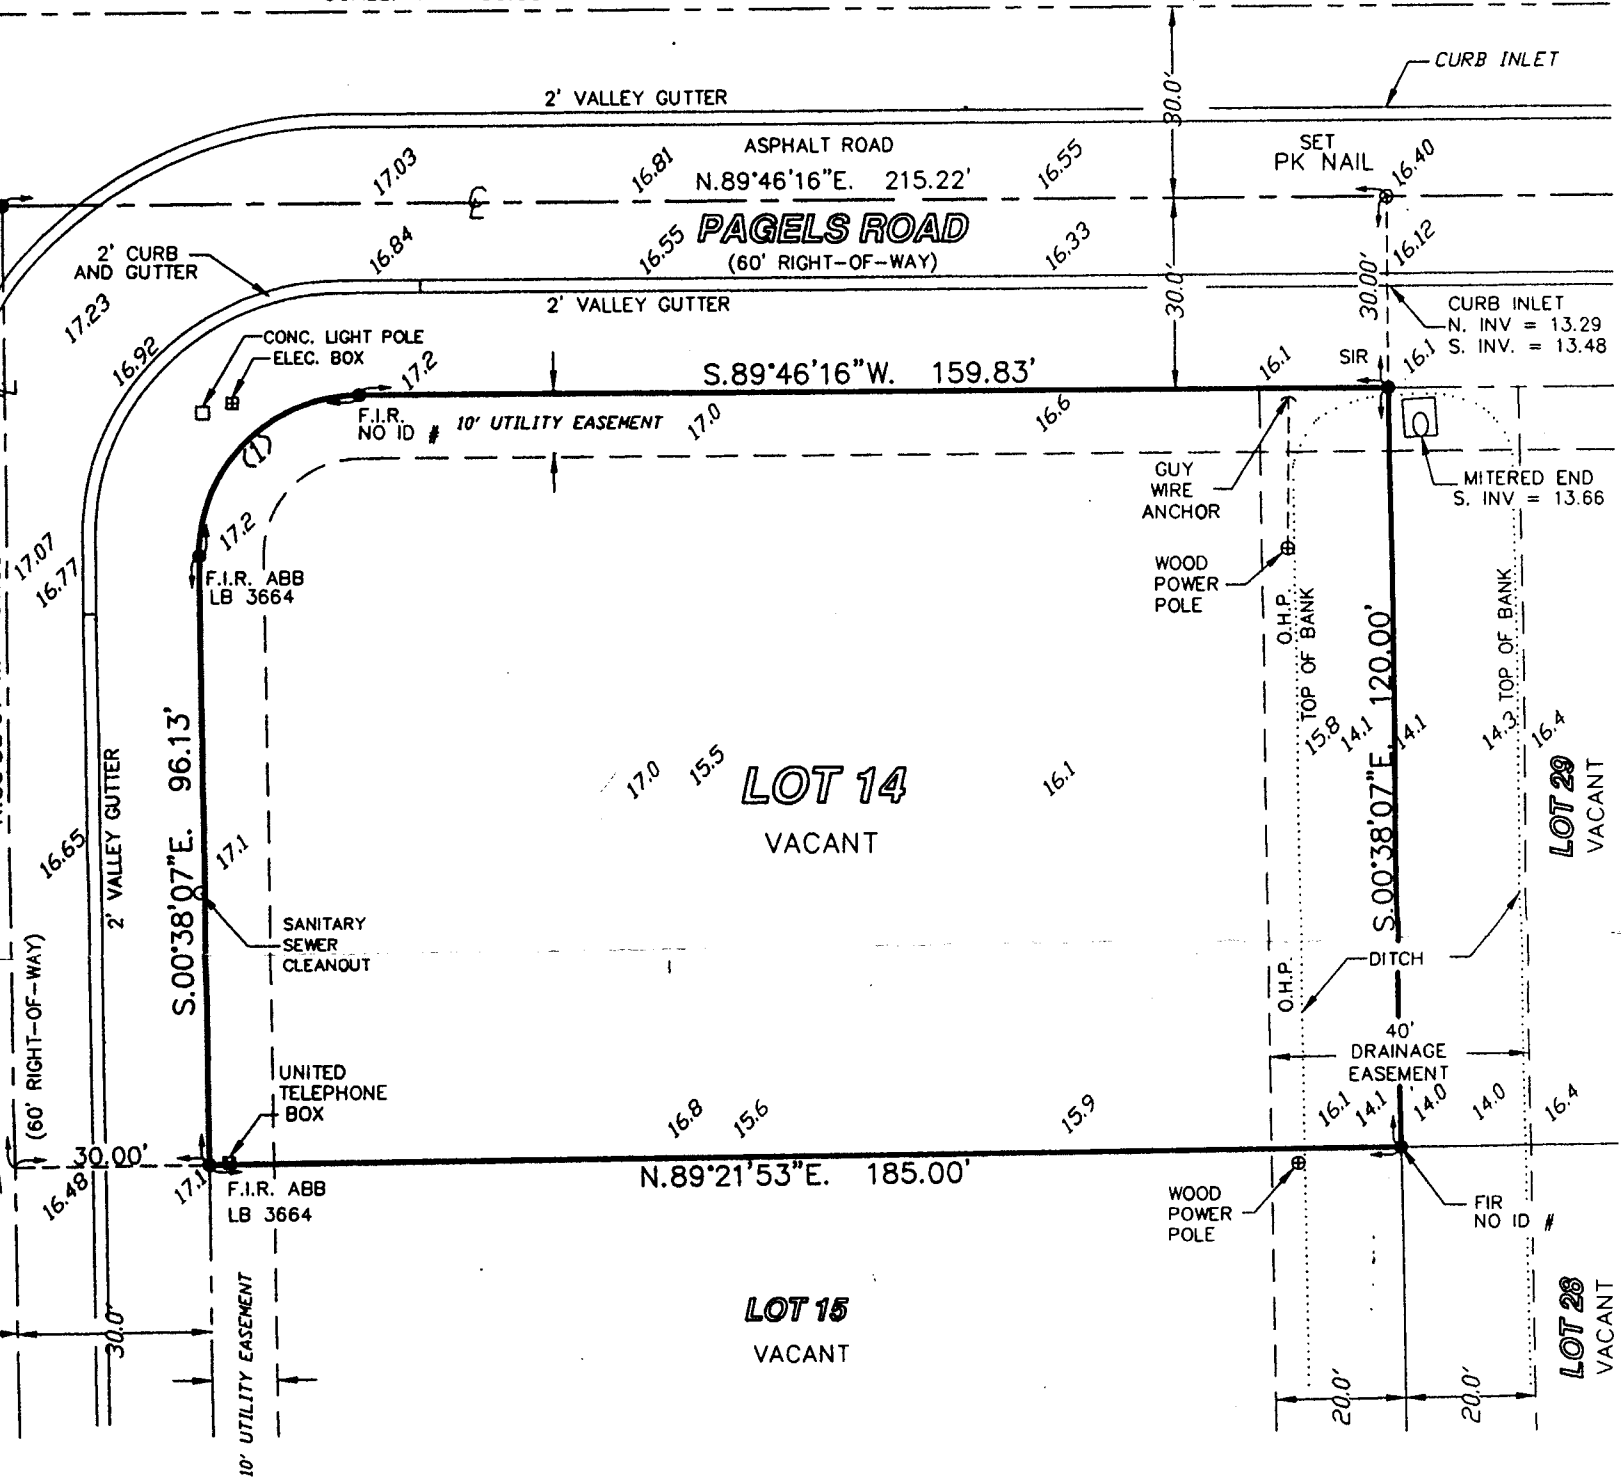 CURB INLET
2' VALLEY GUTTER
30.0'
ASPHALT ROAD
SET
PK NAIL
17.03
16.81
N.89°46'16"E. 215.22'
16.55
16.40
PAGELS ROAD
(60' RIGHT-OF-WAY)
16.84
16.55
16.33
16.12
2' CURB
AND GUTTER
2' VALLEY GUTTER
30.0'
30.00'
17.23
16.92
CURB INLET
N. INV = 13.29
S. INV. = 13.48
CONC. LIGHT POLE
ELEC. BOX
17.2
S.89°46'16"W. 159.83'
16.1
SIR
16.1
F.I.R.
NO ID #
10' UTILITY EASEMENT
17.0
16.6
(1)
GUY
WIRE
ANCHOR
MITERED END
S. INV = 13.66
17.2
17.07
16.77
F.I.R. ABB
LB 3664
WOOD
POWER
POLE
O.H.P.
TOP OF BANK
S.00°38'07"E. 120.00'
TOP OF BANK
S.00°38'07"E. 96.13'
2' VALLEY GUTTER
17.0
15.5
LOT 14
VACANT
16.1
15.8
14.1
14.1
14.3
16.4
LOT 29
VACANT
16.65
17.1
SANITARY
SEWER
CLEANOUT
(60' RIGHT-OF-WAY)
O.H.P.
DITCH
40'
DRAINAGE
EASEMENT
UNITED
TELEPHONE
BOX
16.8
15.6
15.9
16.1
14.1
14.0
14.0
16.4
30.00'
16.48
17.1
F.I.R. ABB
LB 3664
N.89°21'53"E. 185.00'
WOOD
POWER
POLE
FIR
NO ID #
LOT 15
VACANT
30.0'
10' UTILITY EASEMENT
20.0'
20.0'
LOT 28
VACANT